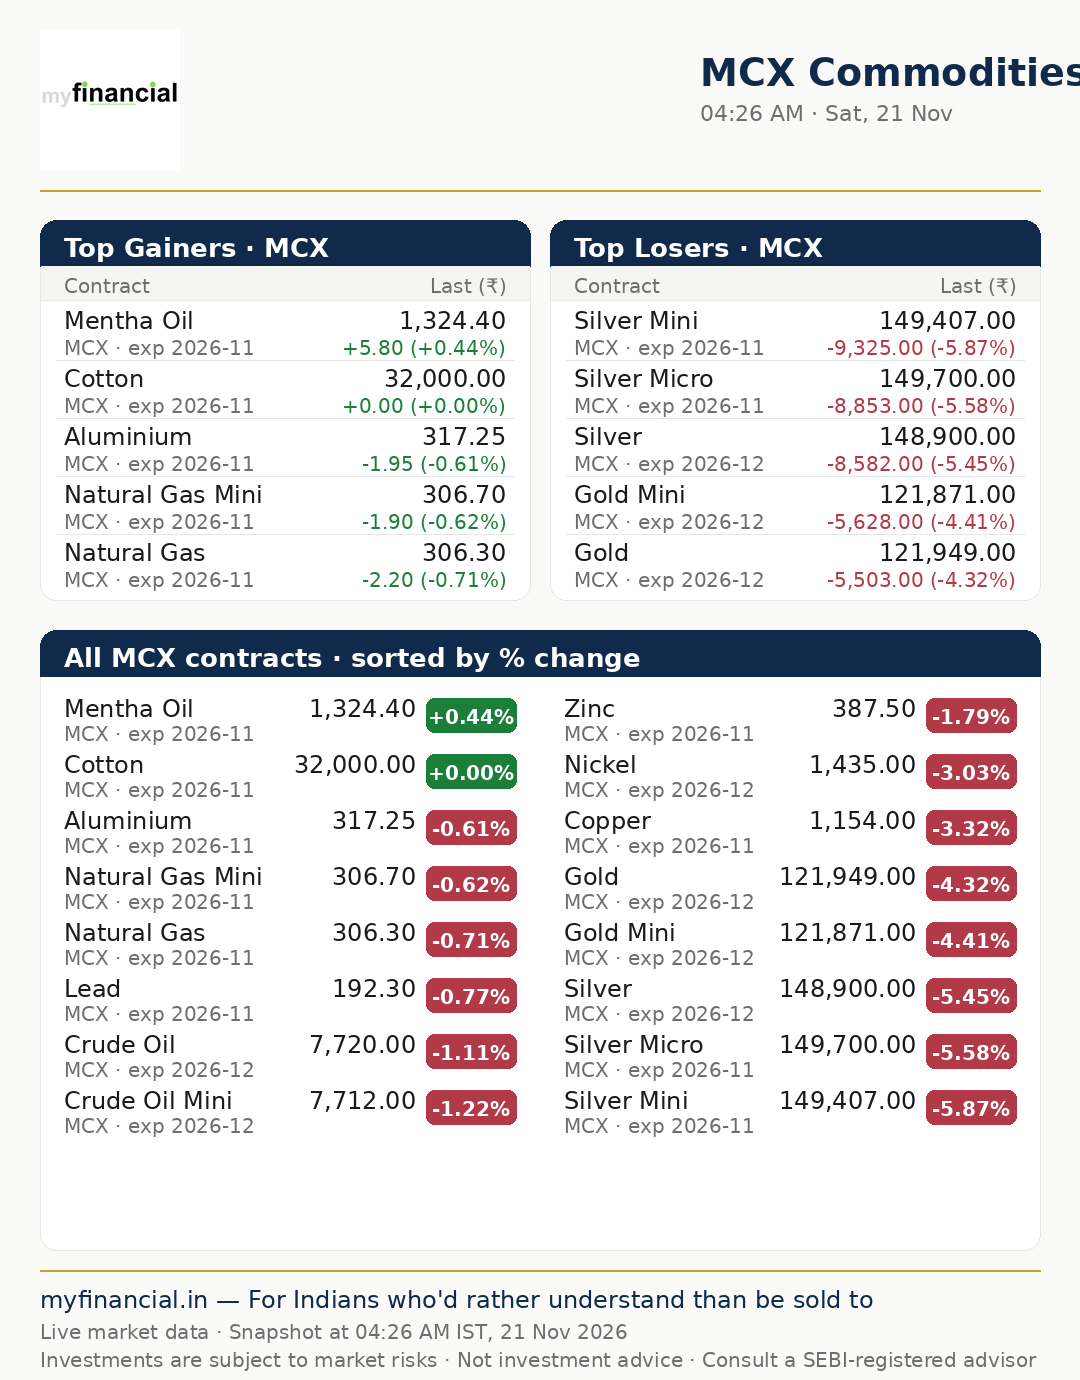 myfinancial
MCX Commodities
04:26 AM · Sat, 21 Nov
Top Gainers · MCX
Contract Last (₹)
Mentha Oil 1,324.40
MCX · exp 2026-11 +5.80 (+0.44%)
Cotton 32,000.00
MCX · exp 2026-11 +0.00 (+0.00%)
Aluminium 317.25
MCX · exp 2026-11 -1.95 (-0.61%)
Natural Gas Mini 306.70
MCX · exp 2026-11 -1.90 (-0.62%)
Natural Gas 306.30
MCX · exp 2026-11 -2.20 (-0.71%)
Top Losers · MCX
Contract Last (₹)
Silver Mini 149,407.00
MCX · exp 2026-11 -9,325.00 (-5.87%)
Silver Micro 149,700.00
MCX · exp 2026-11 -8,853.00 (-5.58%)
Silver 148,900.00
MCX · exp 2026-12 -8,582.00 (-5.45%)
Gold Mini 121,871.00
MCX · exp 2026-12 -5,628.00 (-4.41%)
Gold 121,949.00
MCX · exp 2026-12 -5,503.00 (-4.32%)
All MCX contracts · sorted by % change
Mentha Oil 1,324.40 +0.44%
MCX · exp 2026-11
Cotton 32,000.00 +0.00%
MCX · exp 2026-11
Aluminium 317.25 -0.61%
MCX · exp 2026-11
Natural Gas Mini 306.70 -0.62%
MCX · exp 2026-11
Natural Gas 306.30 -0.71%
MCX · exp 2026-11
Lead 192.30 -0.77%
MCX · exp 2026-11
Crude Oil 7,720.00 -1.11%
MCX · exp 2026-12
Crude Oil Mini 7,712.00 -1.22%
MCX · exp 2026-12
Zinc 387.50 -1.79%
MCX · exp 2026-11
Nickel 1,435.00 -3.03%
MCX · exp 2026-12
Copper 1,154.00 -3.32%
MCX · exp 2026-11
Gold 121,949.00 -4.32%
MCX · exp 2026-12
Gold Mini 121,871.00 -4.41%
MCX · exp 2026-12
Silver 148,900.00 -5.45%
MCX · exp 2026-12
Silver Micro 149,700.00 -5.58%
MCX · exp 2026-11
Silver Mini 149,407.00 -5.87%
MCX · exp 2026-11
myfinancial.in — For Indians who'd rather understand than be sold to
Live market data · Snapshot at 04:26 AM IST, 21 Nov 2026
Investments are subject to market risks · Not investment advice · Consult a SEBI-registered advisor